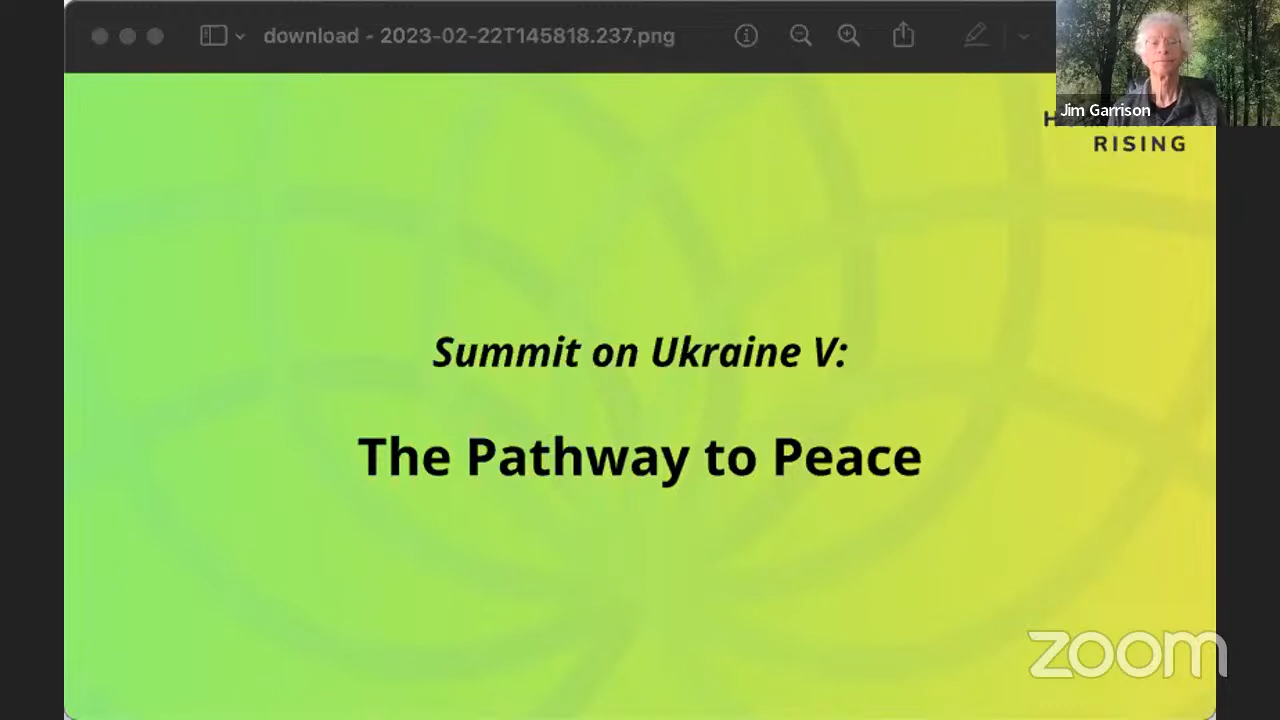 download - 2023-02-22T145818.237.png
Jim Garrison
RISING
Summit on Ukraine V:
The Pathway to Peace
zoom